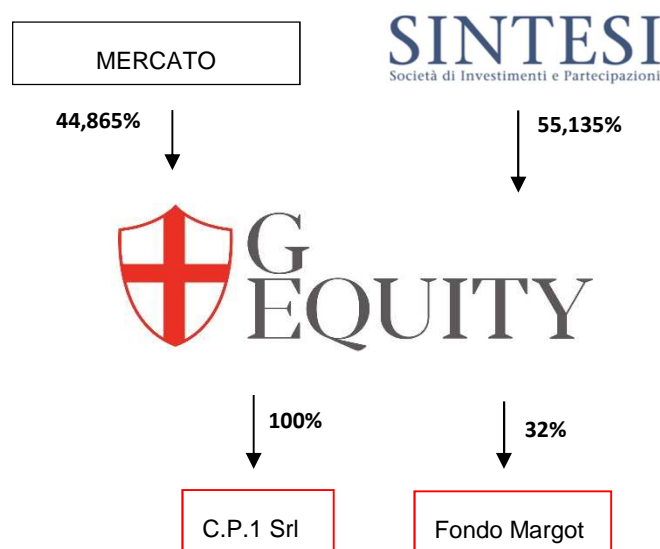 MERCATO
SINTESI
Società di Investimenti e Partecipazioni
44,865%
55,135%
G
EQUITY
100%
32%
C.P.1 Srl
Fondo Margot